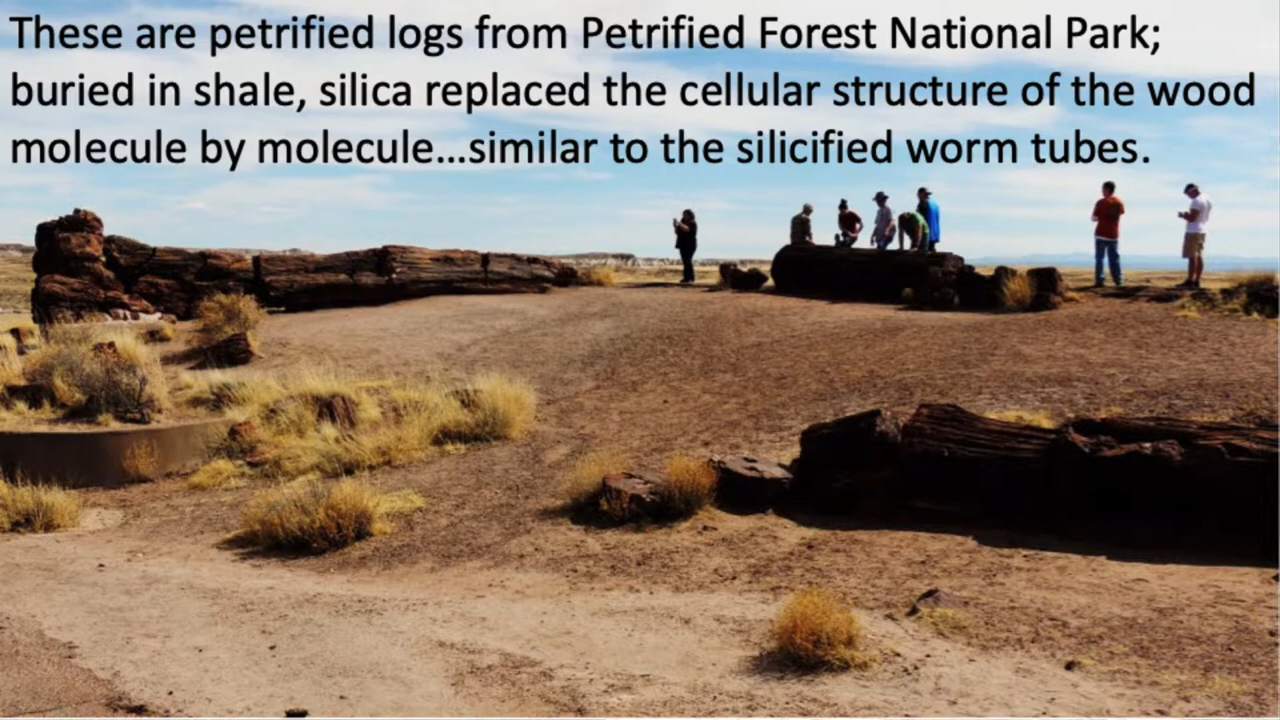 These are petrified logs from Petrified Forest National Park;
buried in shale, silica replaced the cellular structure of the wood
molecule by molecule...similar to the silicified worm tubes.